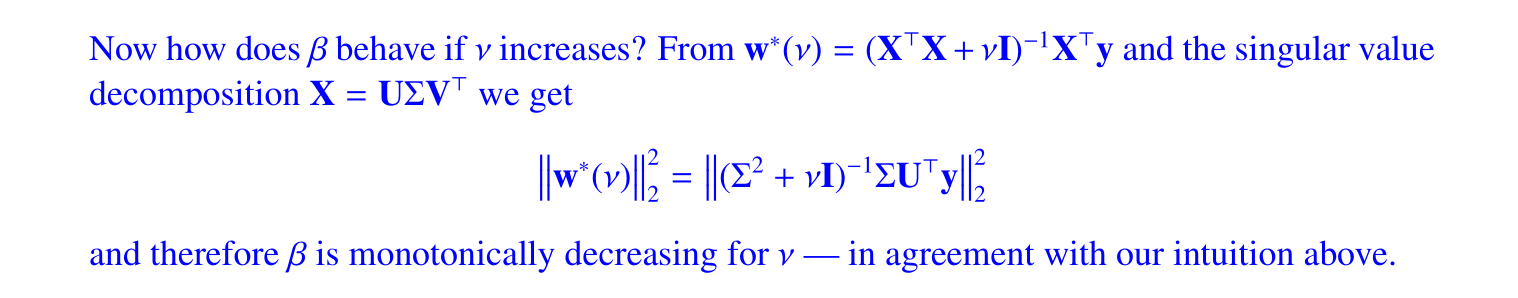 Now how does β behave if ν increases? From w*(ν) = (X⊤X + νI)⁻¹X⊤y and the singular value
decomposition X = UΣV⊤ we get
‖w*(ν)‖₂² = ‖(Σ² + νI)⁻¹ΣU⊤y‖₂²
and therefore β is monotonically decreasing for ν — in agreement with our intuition above.